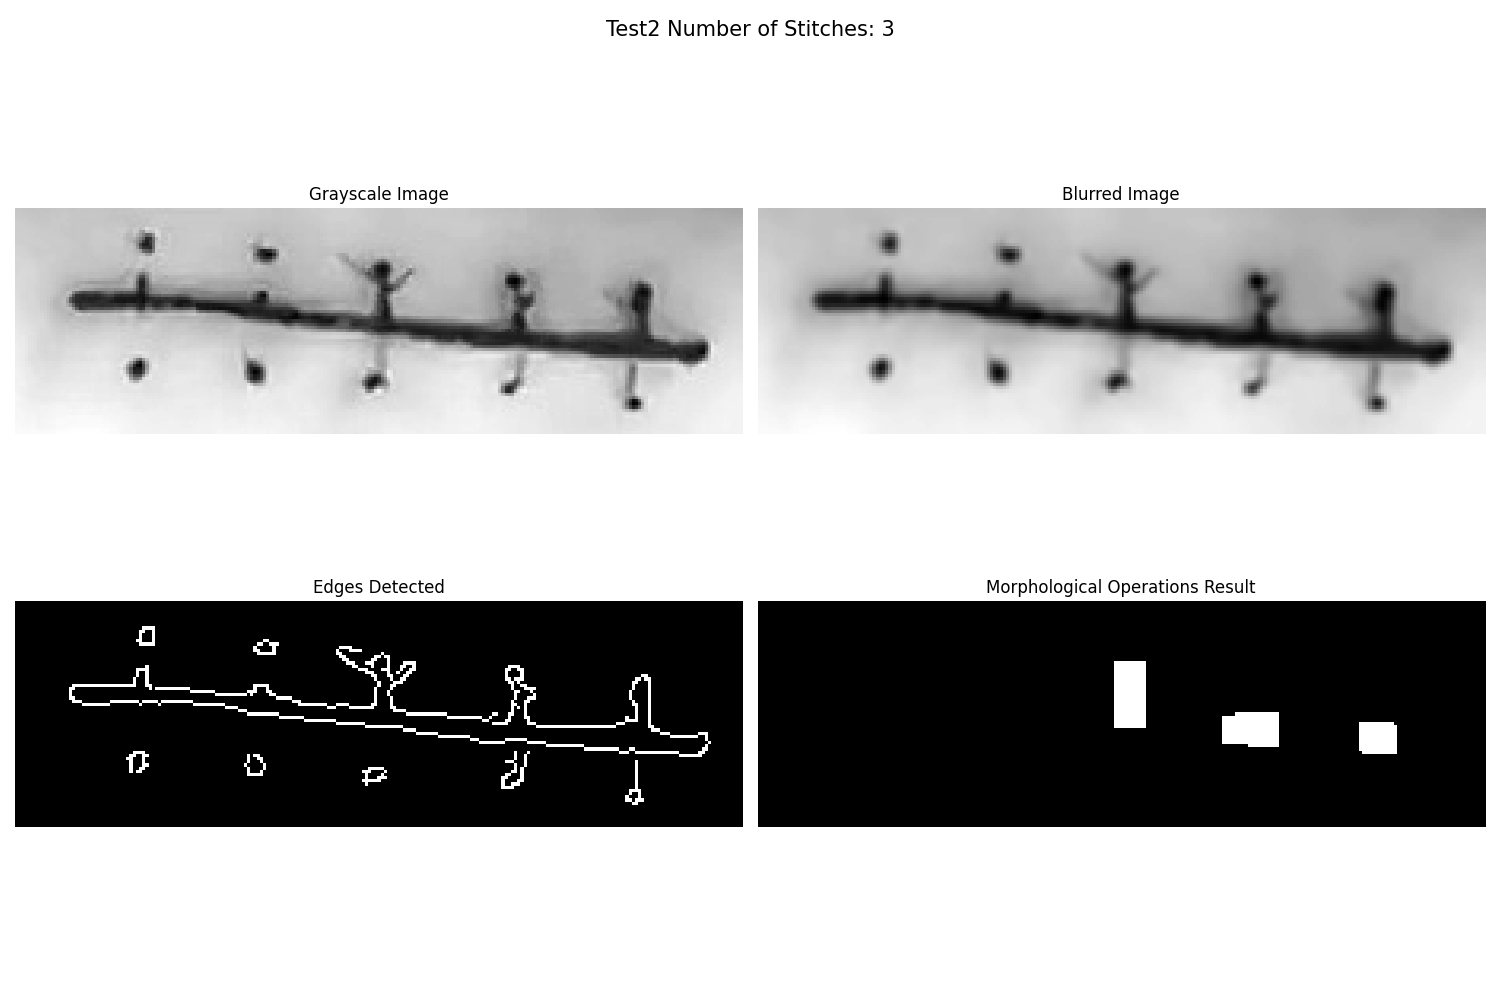 Test2 Number of Stitches: 3
Grayscale Image
Blurred Image
Edges Detected
Morphological Operations Result